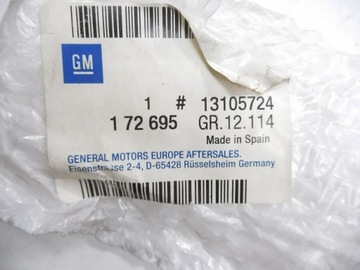 GM
1 # 13105724
1 72 695 GR.12.114
Made in Spain
GENERAL MOTORS EUROPE AFTERSALES.
Eisenstrasse 2-4, D-65428 Rüsselsheim Germany